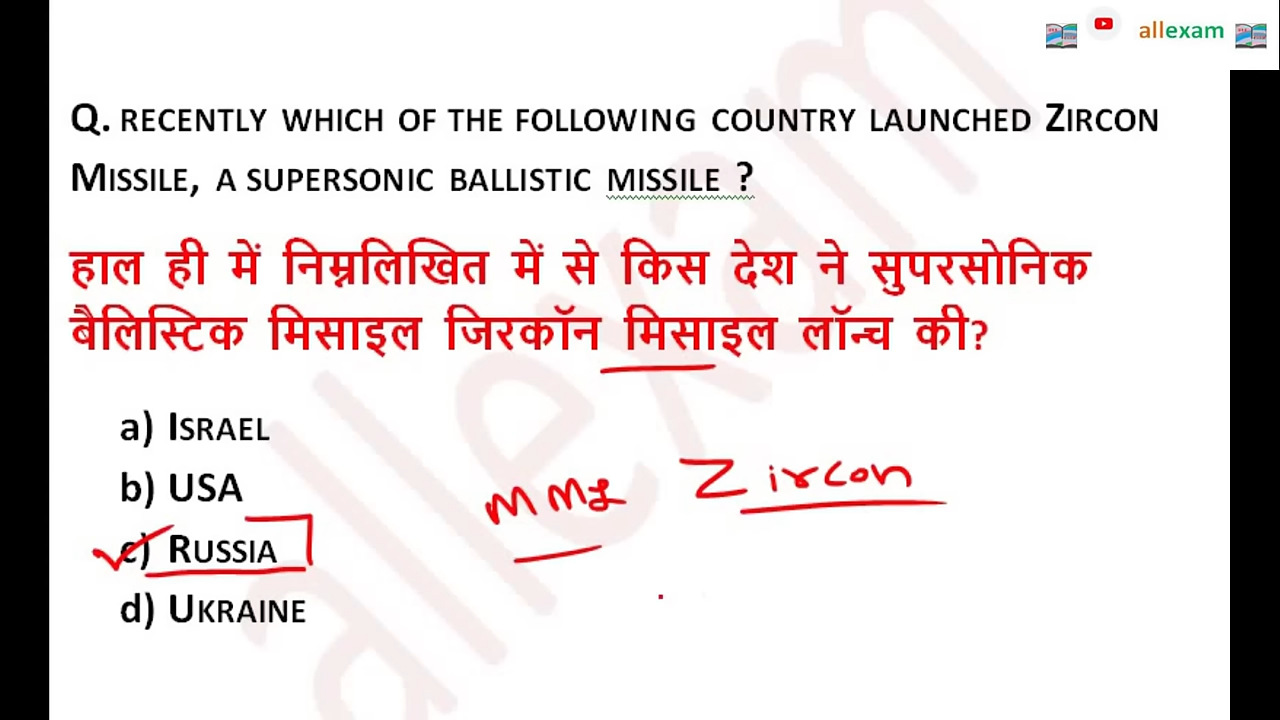 allexam
Q. RECENTLY WHICH OF THE FOLLOWING COUNTRY LAUNCHED ZIRCON
MISSILE, A SUPERSONIC BALLISTIC MISSILE ?
हाल ही में निम्नलिखित में से किस देश ने सुपरसोनिक
बैलिस्टिक मिसाइल जिरकॉन मिसाइल लॉन्च की?
a) ISRAEL
b) USA
Zircon
c) RUSSIA
d) UKRAINE
allexam